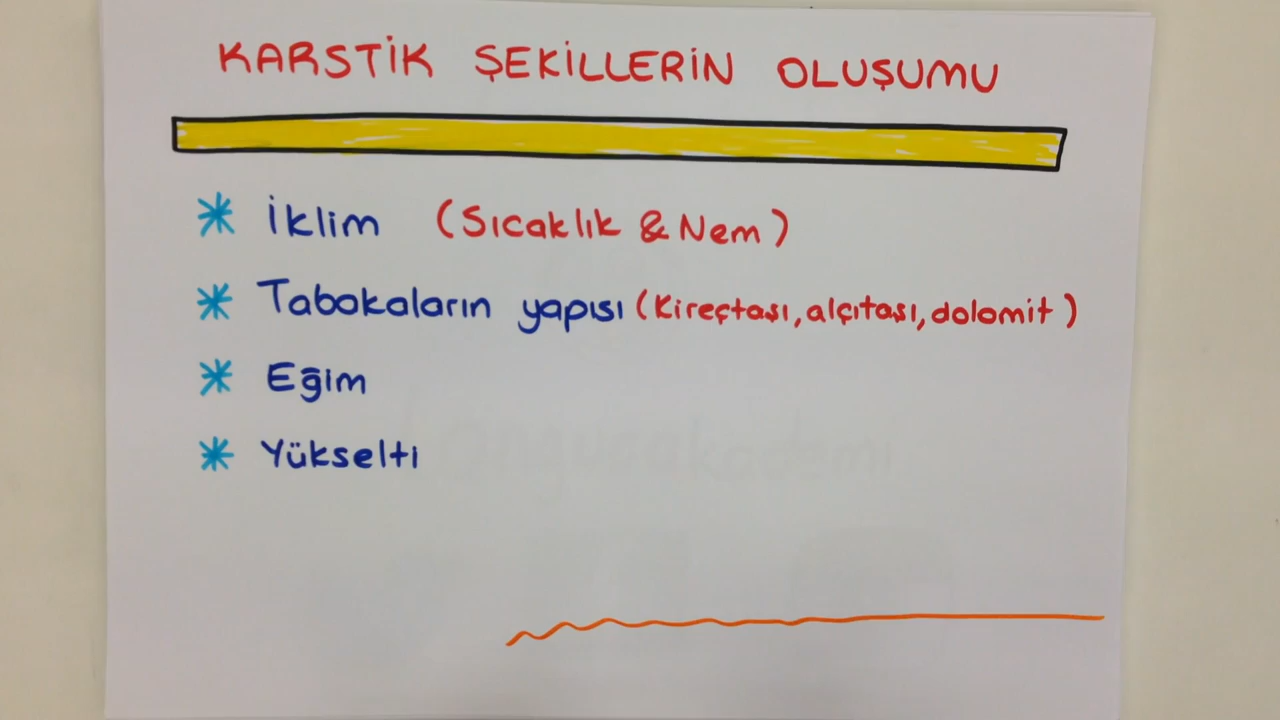 KARSTİK ŞEKİLLERİN OLUŞUMU
* İklim (Sıcaklık & Nem)
* Tabokaların yapısı (Kireçtaşı, alçıtaşı, dolomit)
* Eğim
* Yükselti